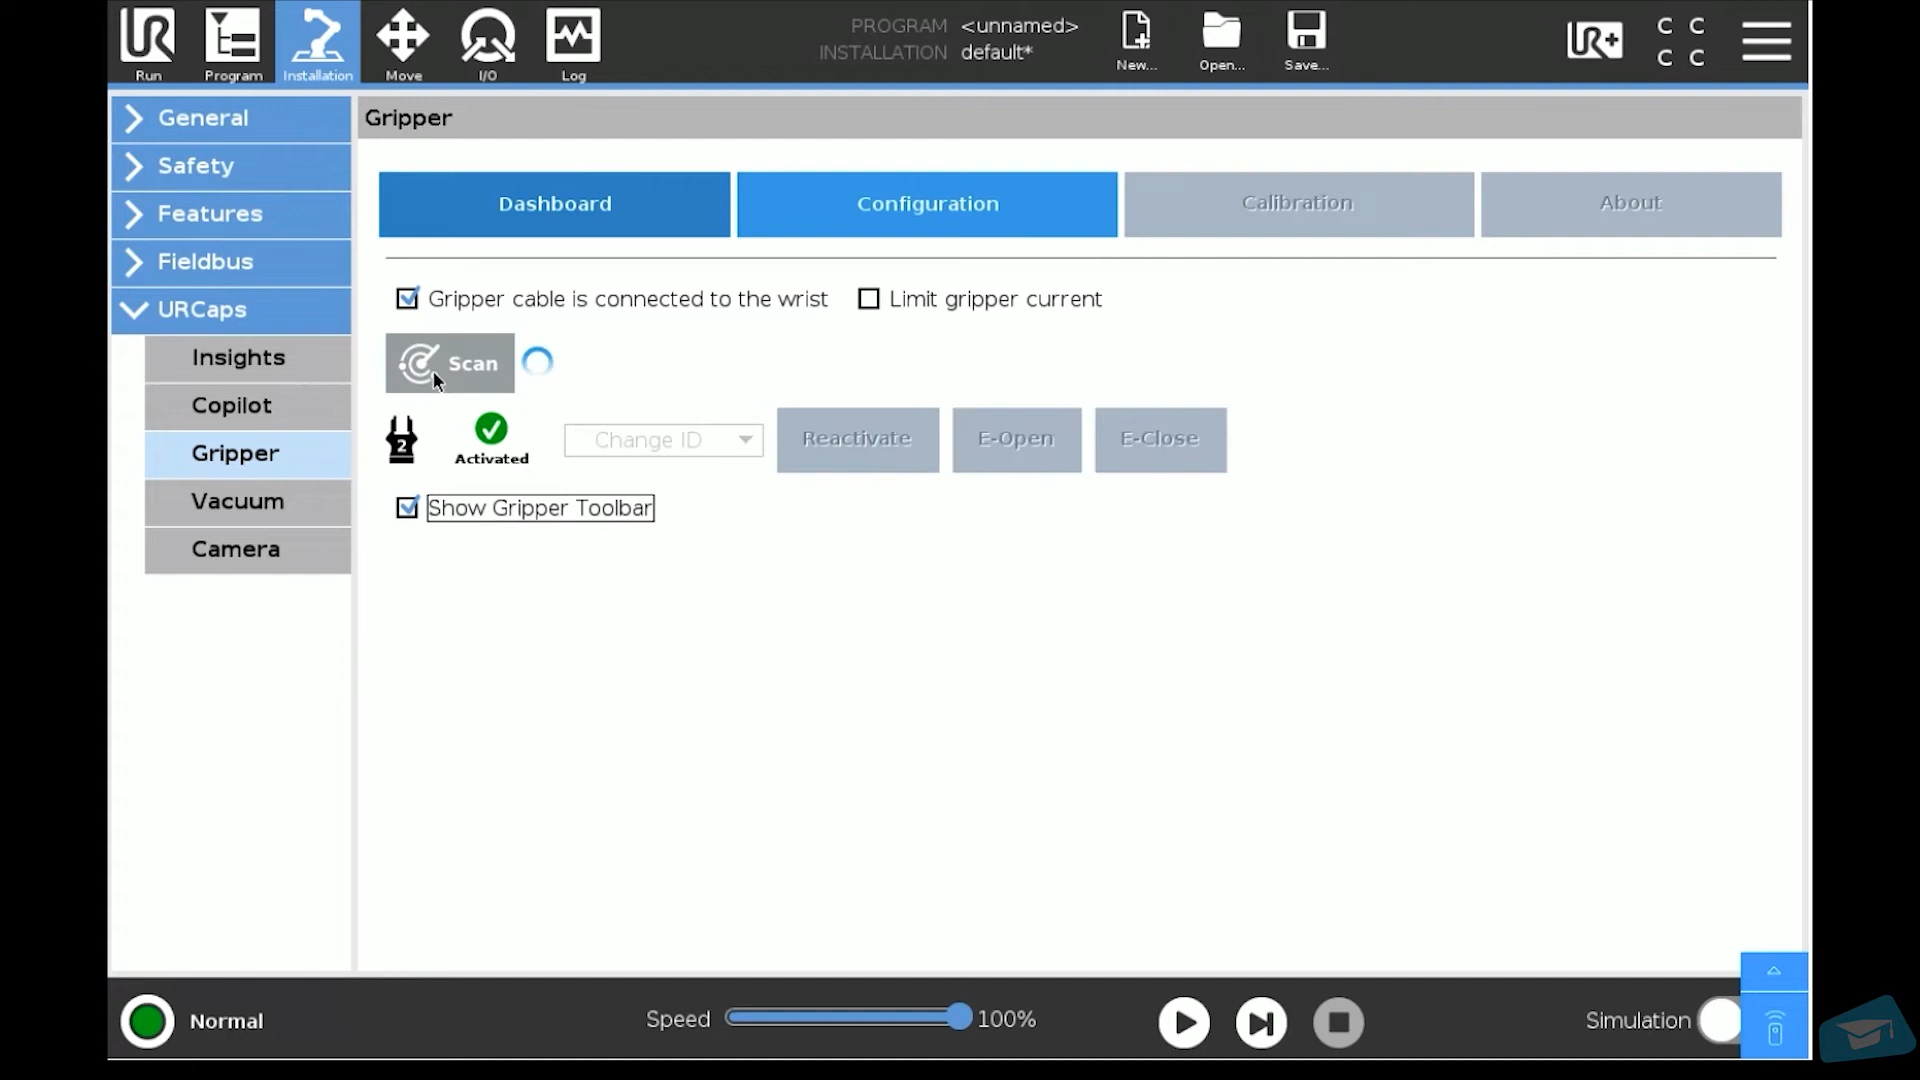 PROGRAM <unnamed>
INSTALLATION default*
Run Program Installation Move I/O Log New... Open... Save...
UR+
C C
C C
General
Safety
Features
Fieldbus
URCaps
Insights
Copilot
Gripper
Vacuum
Camera
Gripper
Dashboard Configuration Calibration About
Gripper cable is connected to the wrist Limit gripper current
Scan
2 Activated Change ID Reactivate E-Open E-Close
Show Gripper Toolbar
Normal Speed 100% Simulation